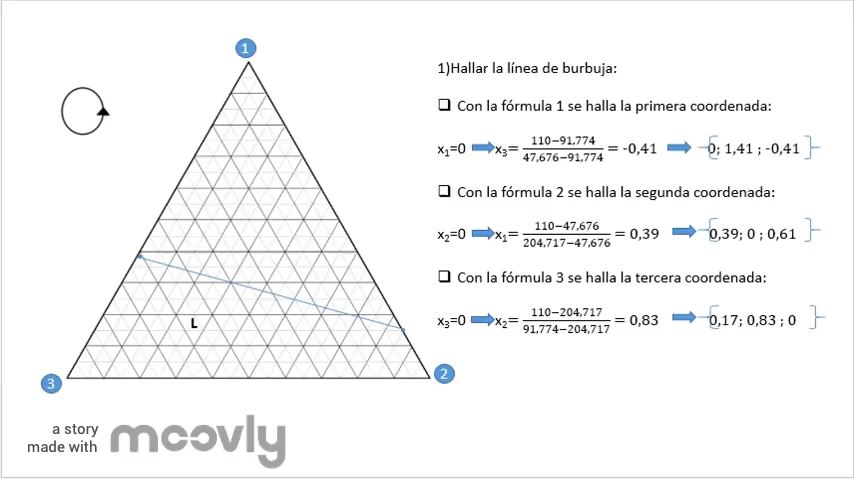 1
1)Hallar la línea de burbuja:
❑ Con la fórmula 1 se halla la primera coordenada:
x₁=0 x₃= 110−91,774 / 47,676−91,774 = -0,41 0; 1,41 ; -0,41
❑ Con la fórmula 2 se halla la segunda coordenada:
x₂=0 x₁= 110−47,676 / 204,717−47,676 = 0,39 0,39; 0 ; 0,61
❑ Con la fórmula 3 se halla la tercera coordenada:
x₃=0 x₂= 110−204,717 / 91,774−204,717 = 0,83 0,17; 0,83 ; 0
L
3
2
a story
made with moovly